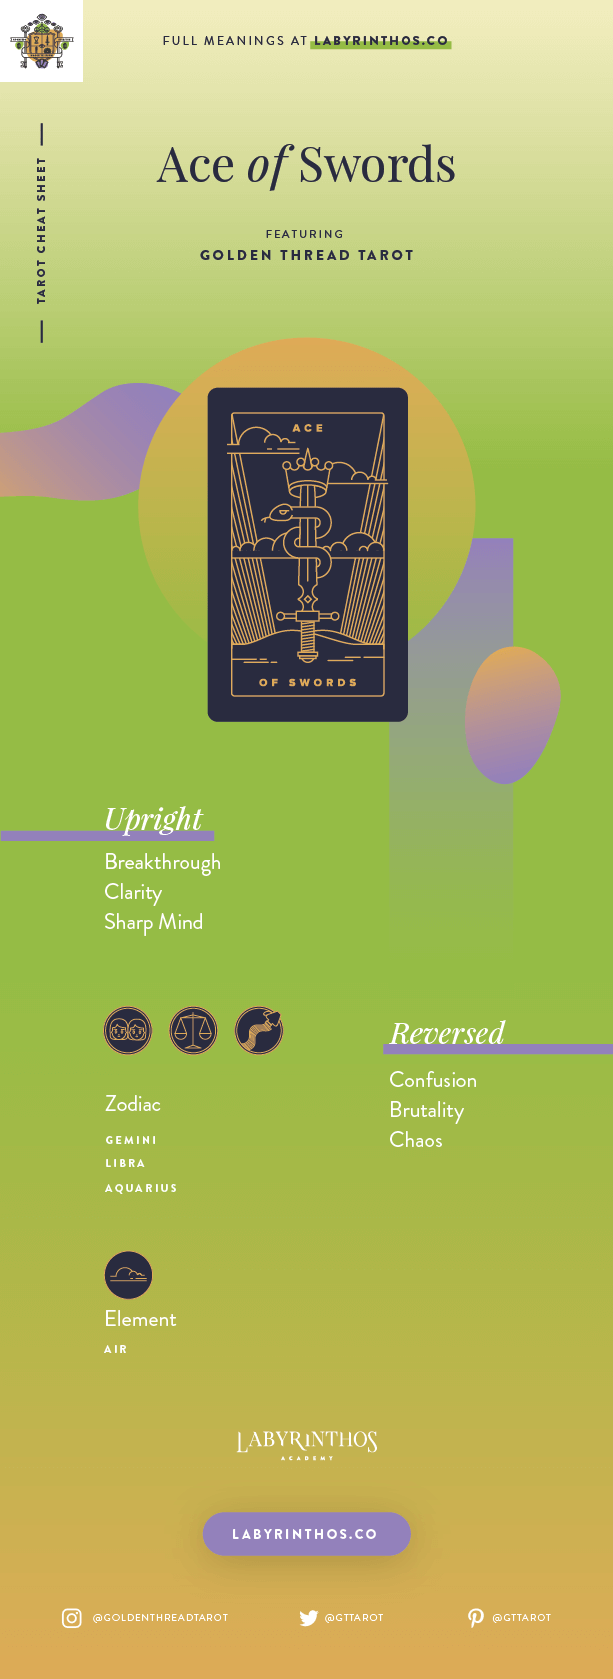 FULL MEANINGS AT LABYRINTHOS.CO
TAROT CHEAT SHEET
Ace of Swords
FEATURING
GOLDEN THREAD TAROT
ACE
OF SWORDS
Upright
Breakthrough
Clarity
Sharp Mind
Zodiac
GEMINI
LIBRA
AQUARIUS
Reversed
Confusion
Brutality
Chaos
Element
AIR
LABYRINTHOS
ACADEMY
LABYRINTHOS.CO
@GOLDENTHREADTAROT
@GTTAROT
@GTTAROT